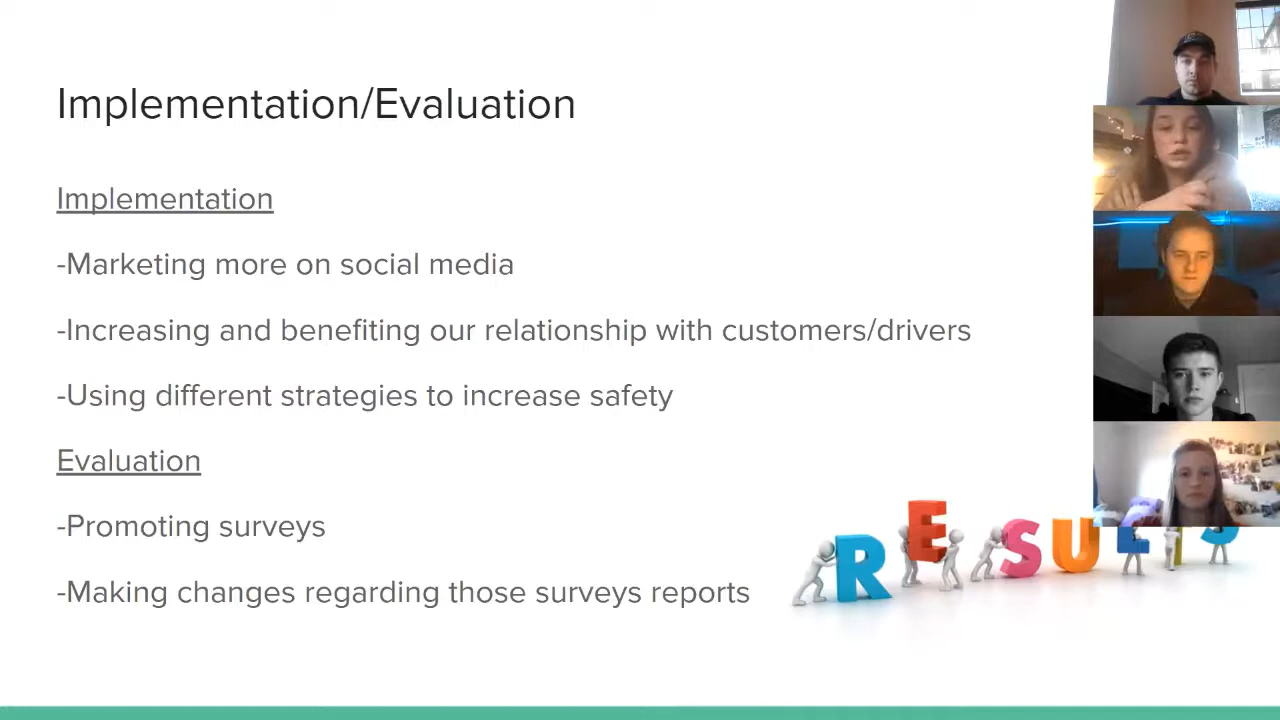 Implementation/Evaluation
Implementation
-Marketing more on social media
-Increasing and benefiting our relationship with customers/drivers
-Using different strategies to increase safety
Evaluation
-Promoting surveys
-Making changes regarding those surveys reports
RESULTS